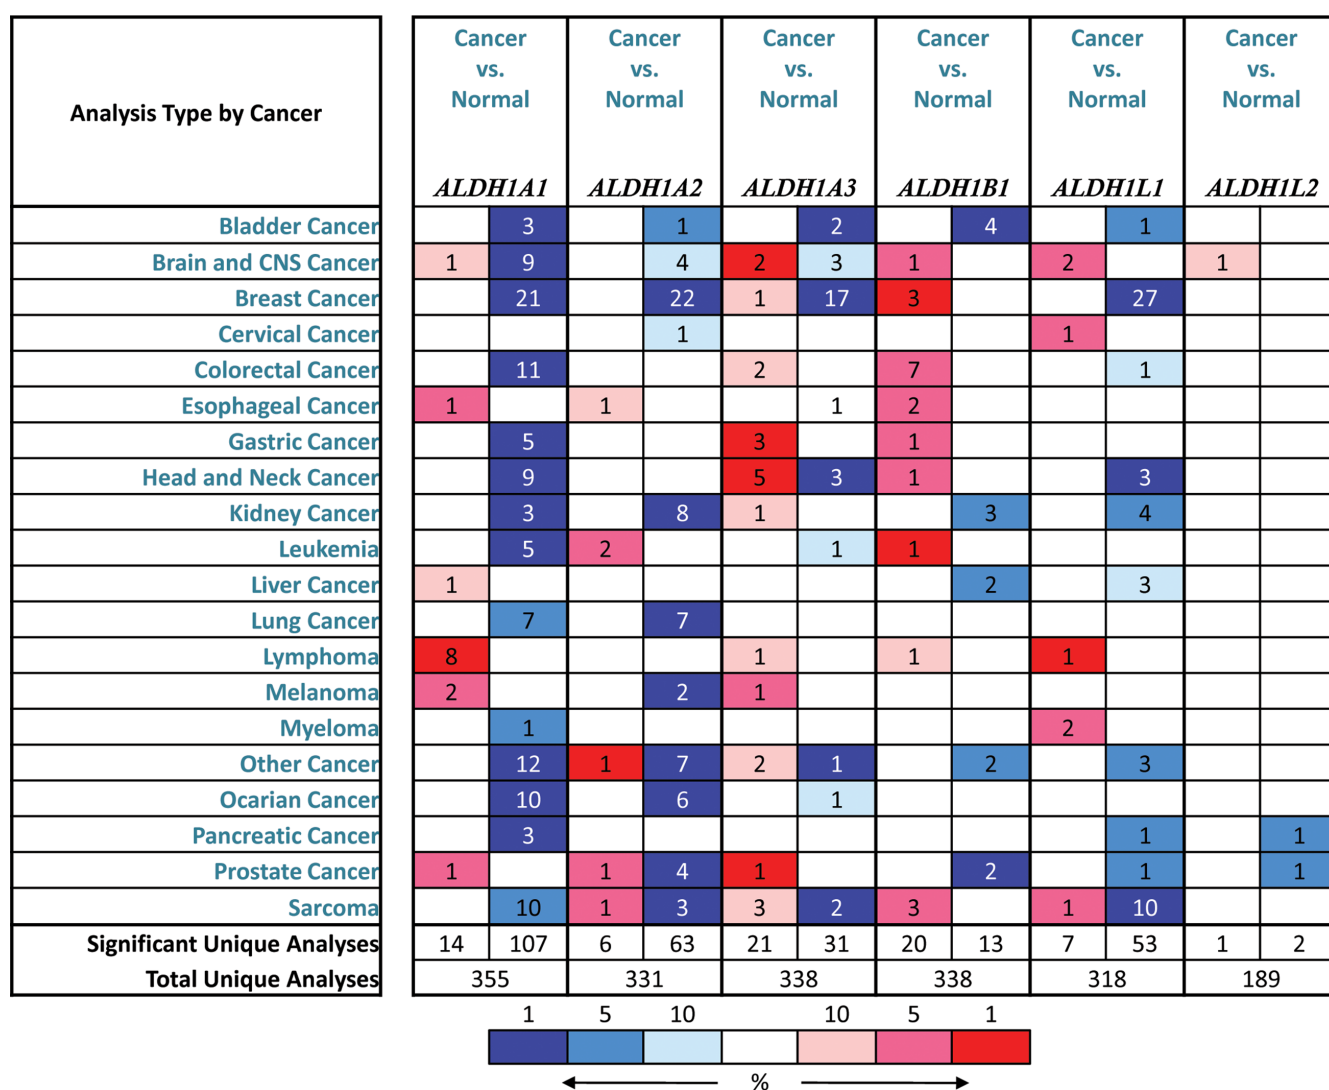 Analysis Type by Cancer
Cancer vs. Normal ALDH1A1
Cancer vs. Normal ALDH1A2
Cancer vs. Normal ALDH1A3
Cancer vs. Normal ALDH1B1
Cancer vs. Normal ALDH1L1
Cancer vs. Normal ALDH1L2
Bladder Cancer 3 1 2 4 1
Brain and CNS Cancer 1 9 4 2 3 1 2 1
Breast Cancer 21 22 1 17 3 27
Cervical Cancer 1 1
Colorectal Cancer 11 2 7 1
Esophageal Cancer 1 1 1 2
Gastric Cancer 5 3 1
Head and Neck Cancer 9 5 3 1 3
Kidney Cancer 3 8 1 3 4
Leukemia 5 2 1 1
Liver Cancer 1 2 3
Lung Cancer 7 7
Lymphoma 8 1 1 1
Melanoma 2 2 1
Myeloma 1 2
Other Cancer 12 1 7 2 1 2 3
Ocarian Cancer 10 6 1
Pancreatic Cancer 3 1 1
Prostate Cancer 1 1 4 1 2 1 1
Sarcoma 10 1 3 3 2 3 1 10
Significant Unique Analyses 14 107 6 63 21 31 20 13 7 53 1 2
Total Unique Analyses 355 331 338 338 318 189
1 5 10 10 5 1
%